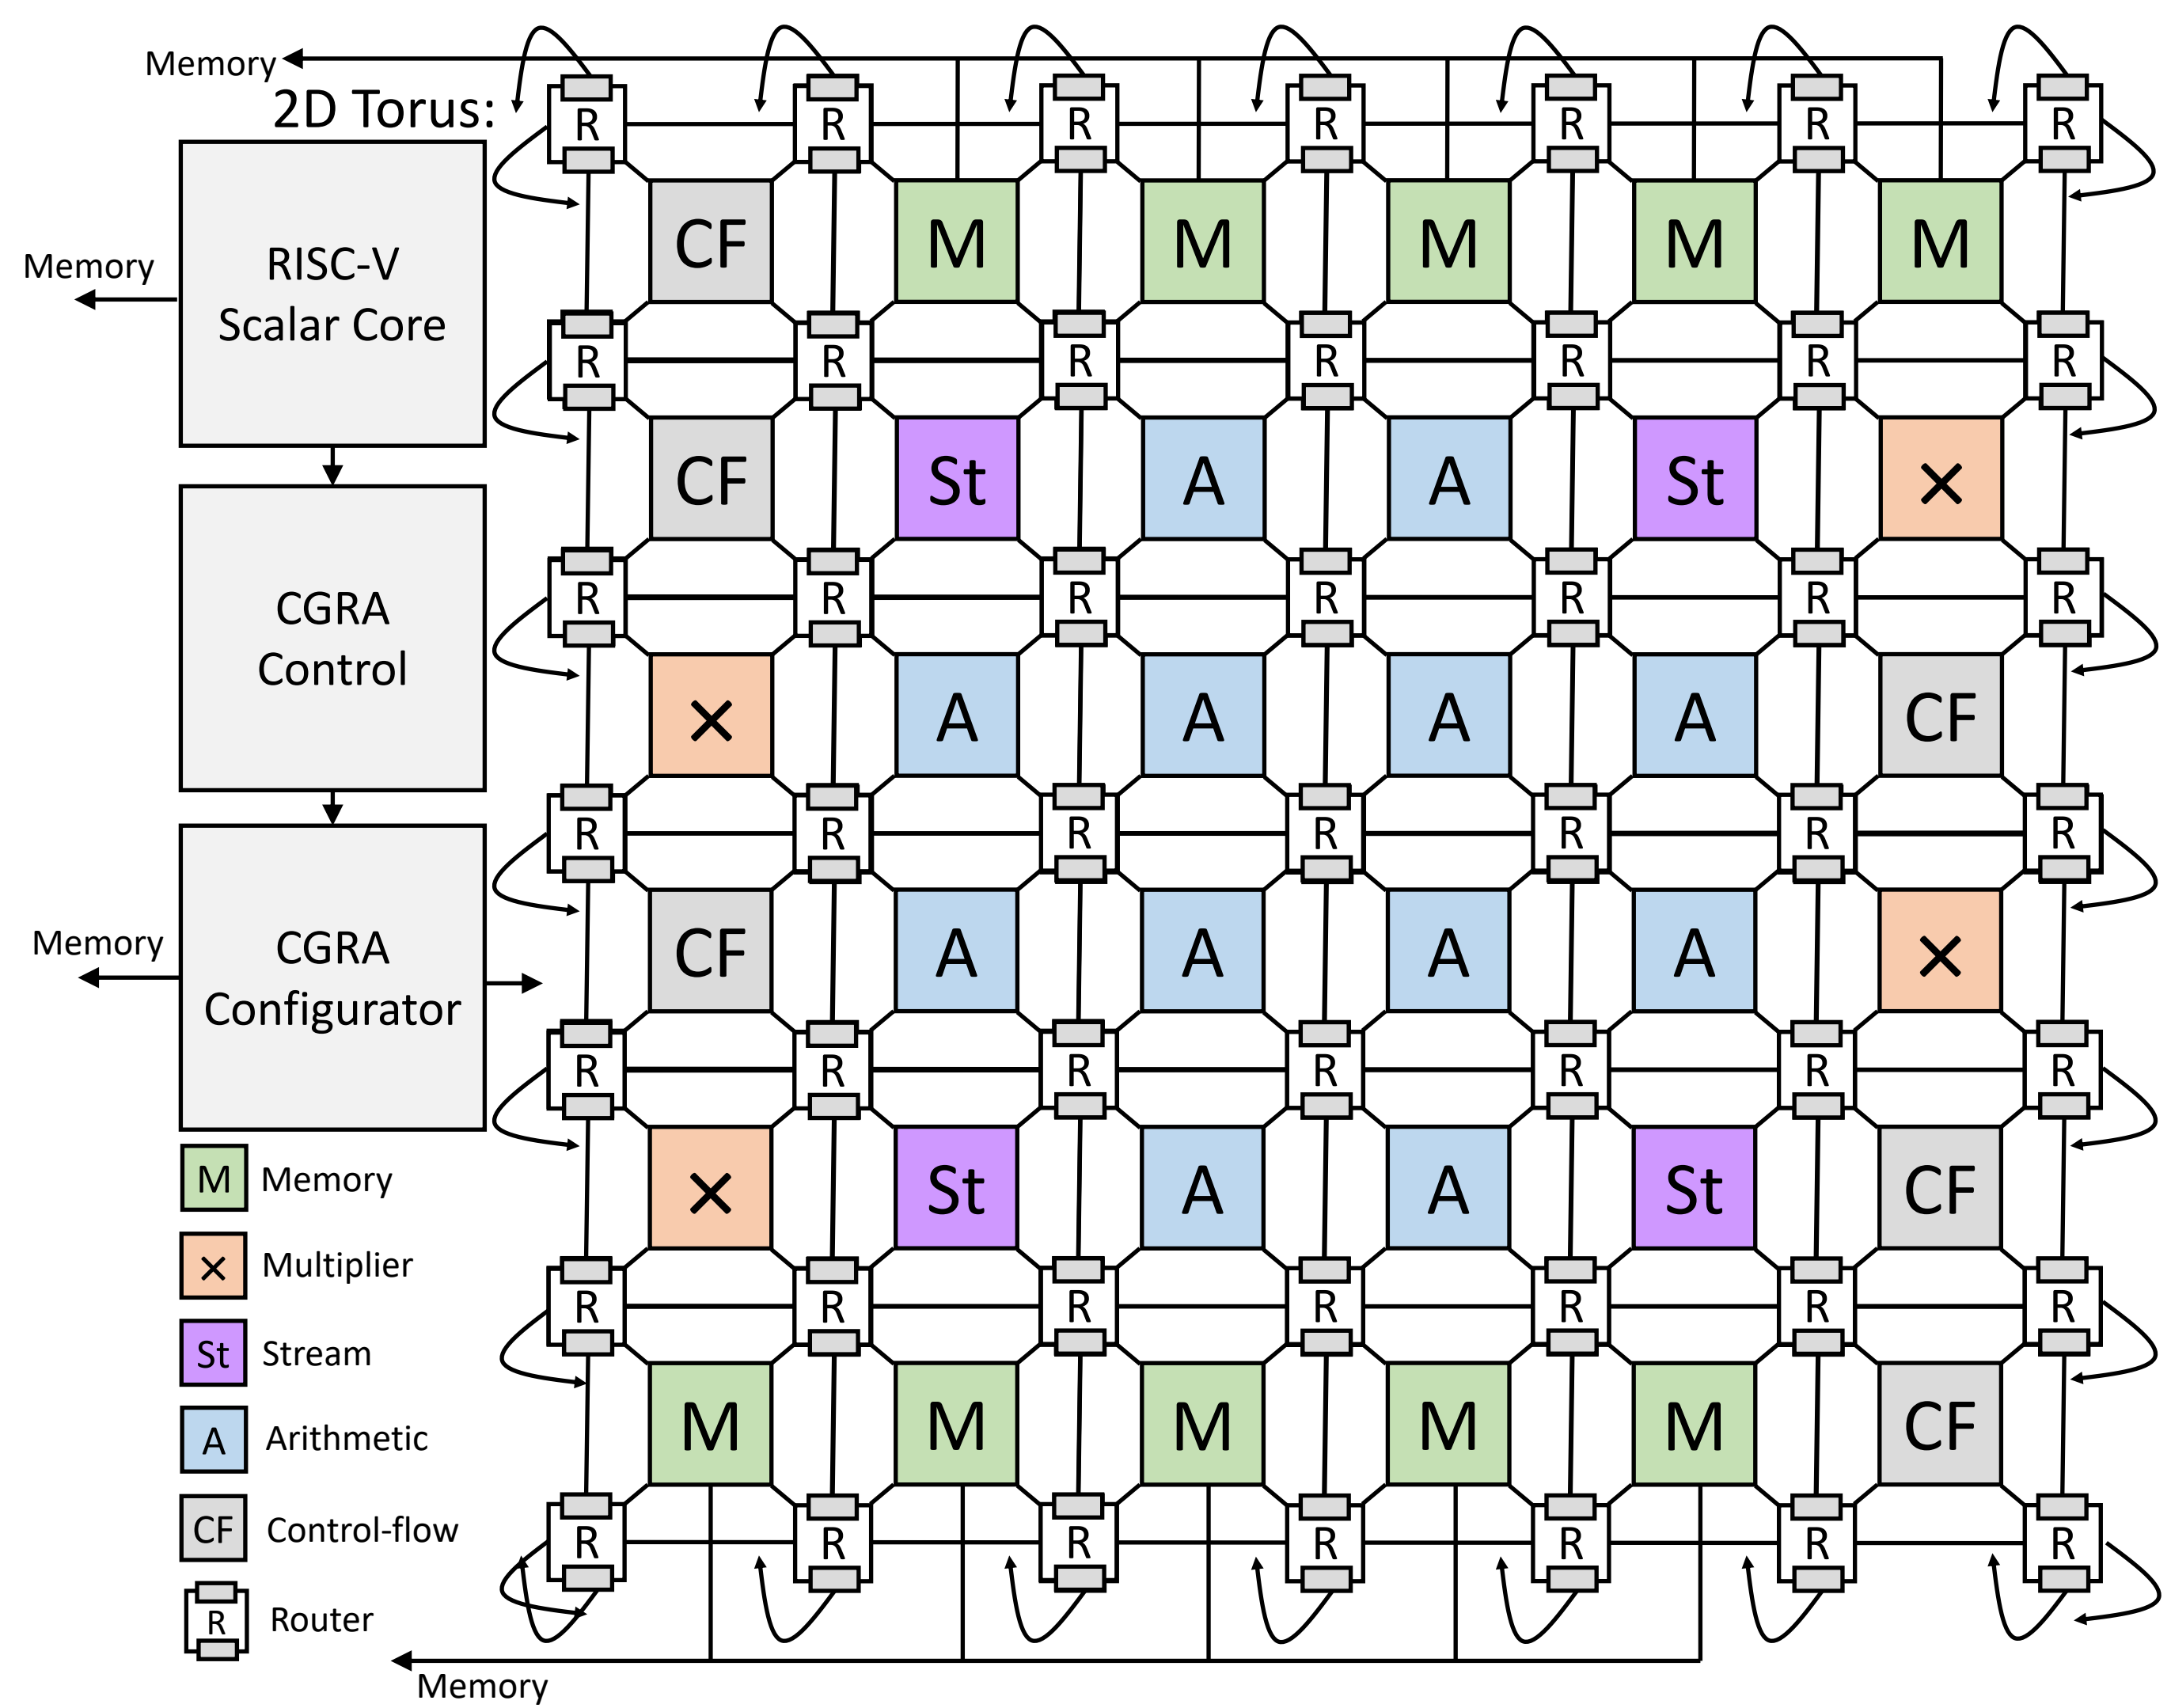 Memory
2D Torus:
R R R R R R R
CF M M M M M
RISC-V
Scalar Core
Memory
R R R R R R R
CF St A A St ×
R R R R R R R
CGRA
Control
× A A A A CF
R R R R R R R
CF A A A A ×
CGRA
Configurator
Memory
R R R R R R R
× St A A St CF
R R R R R R R
M M M M M CF
R R R R R R R
M Memory
× Multiplier
St Stream
A Arithmetic
CF Control-flow
R Router
Memory